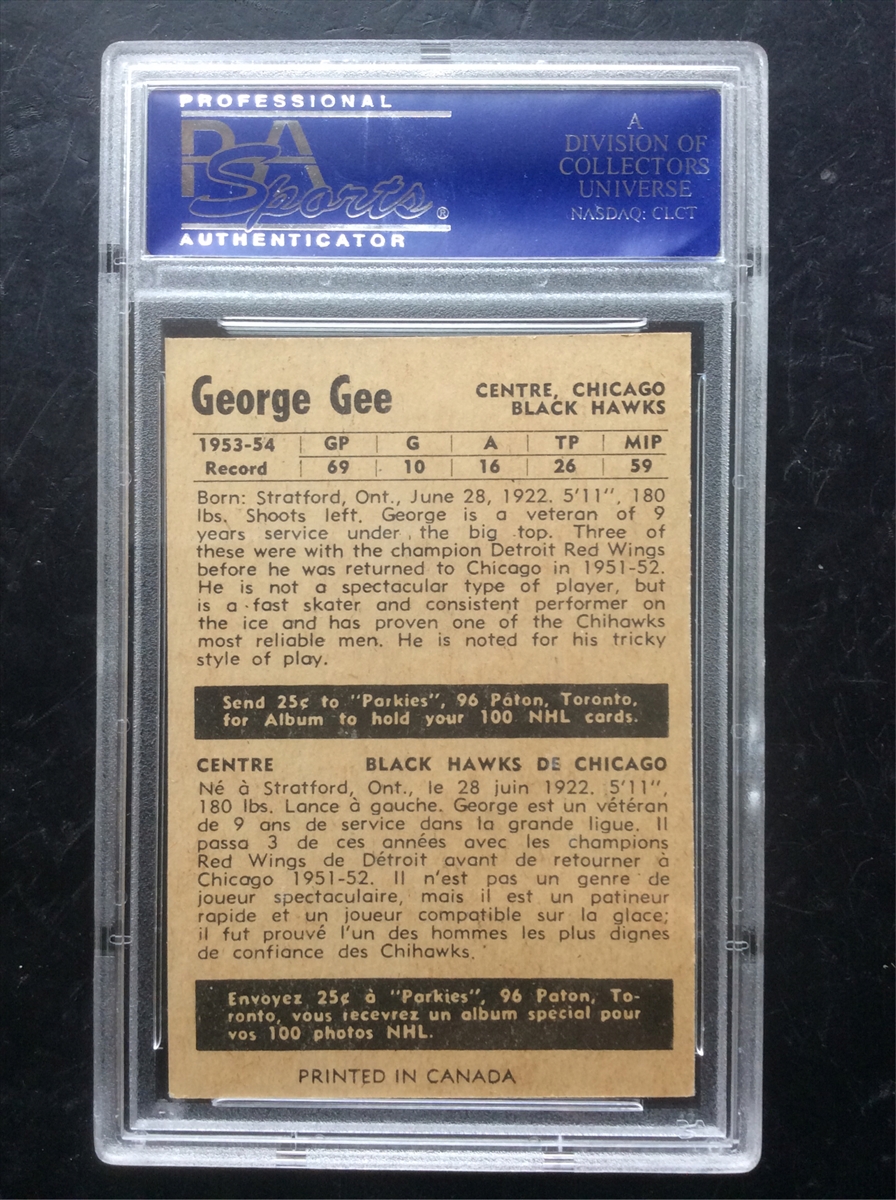 PROFESSIONAL
PSA
Sports®
AUTHENTICATOR
A
DIVISION OF
COLLECTORS
UNIVERSE
NASDAQ: CLCT
George Gee
CENTRE, CHICAGO
BLACK HAWKS
1953-54 | GP | G | A | TP | MIP
Record | 69 | 10 | 16 | 26 | 59
Born: Stratford, Ont., June 28, 1922. 5'11", 180
lbs. Shoots left. George is a veteran of 9
years service under the big top. Three of
these were with the champion Detroit Red Wings
before he was returned to Chicago in 1951-52.
He is not a spectacular type of player, but
is a fast skater and consistent performer on
the ice and has proven one of the Chihawks
most reliable men. He is noted for his tricky
style of play.
Send 25¢ to "Parkies", 96 Paton, Toronto,
for Album to hold your 100 NHL cards.
CENTRE BLACK HAWKS DE CHICAGO
Né à Stratford, Ont., le 28 juin 1922. 5'11",
180 lbs. Lance à gauche. George est un vétéran
de 9 ans de service dans la grande ligue. Il
passa 3 de ces années avec les champions
Red Wings de Détroit avant de retourner à
Chicago 1951-52. Il n'est pas un genre de
joueur spectaculaire, mais il est un patineur
rapide et un joueur compatible sur la glace;
il fut prouvé l'un des hommes les plus dignes
de confiance des Chihawks.
Envoyez 25¢ à "Parkies", 96 Paton, To-
ronto, vous recevrez un album spécial pour
vos 100 photos NHL.
PRINTED IN CANADA